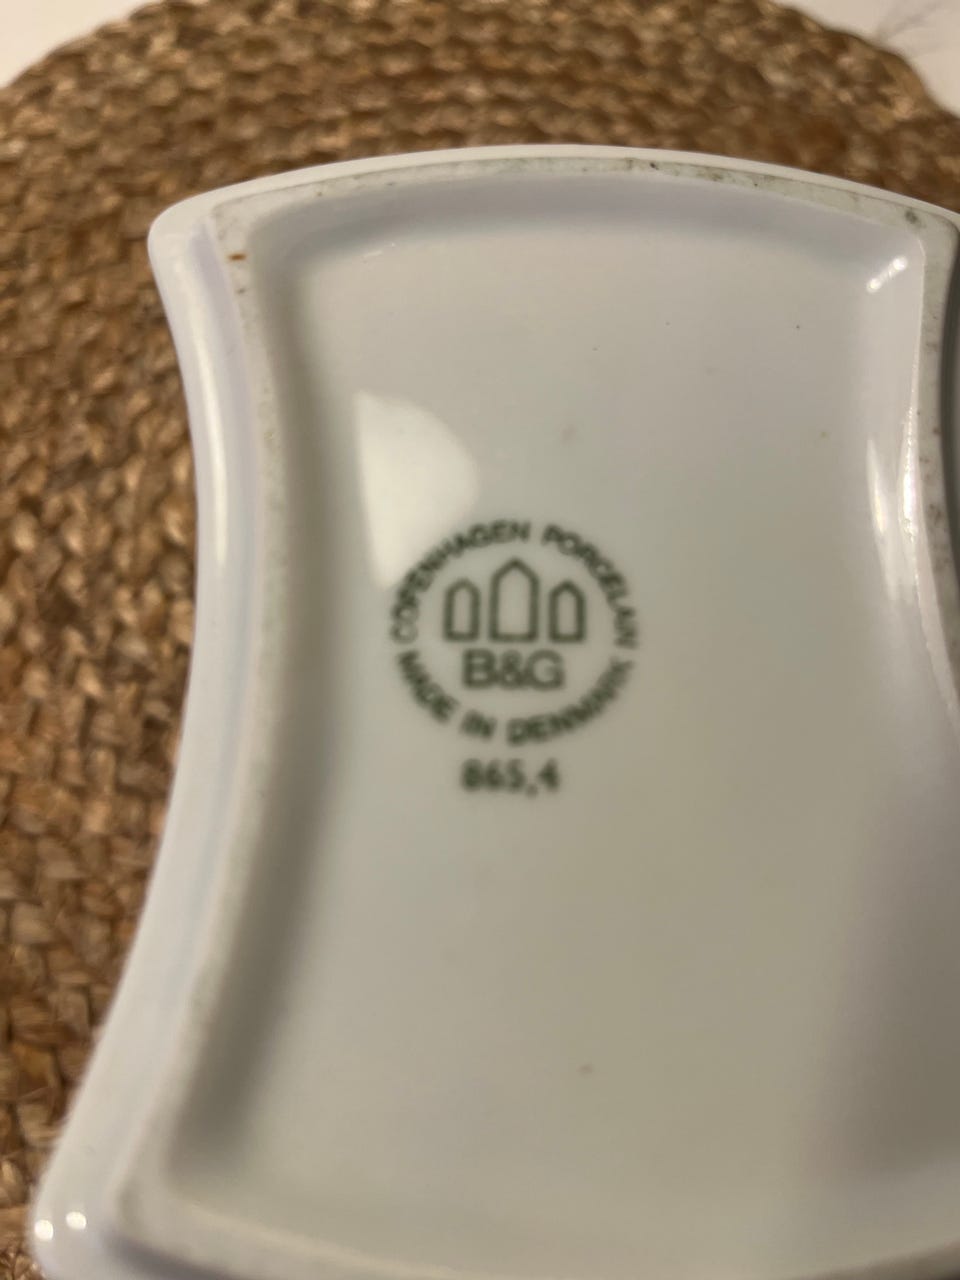 COPENHAGEN PORCELAIN
B&G
MADE IN DENMARK
865,4